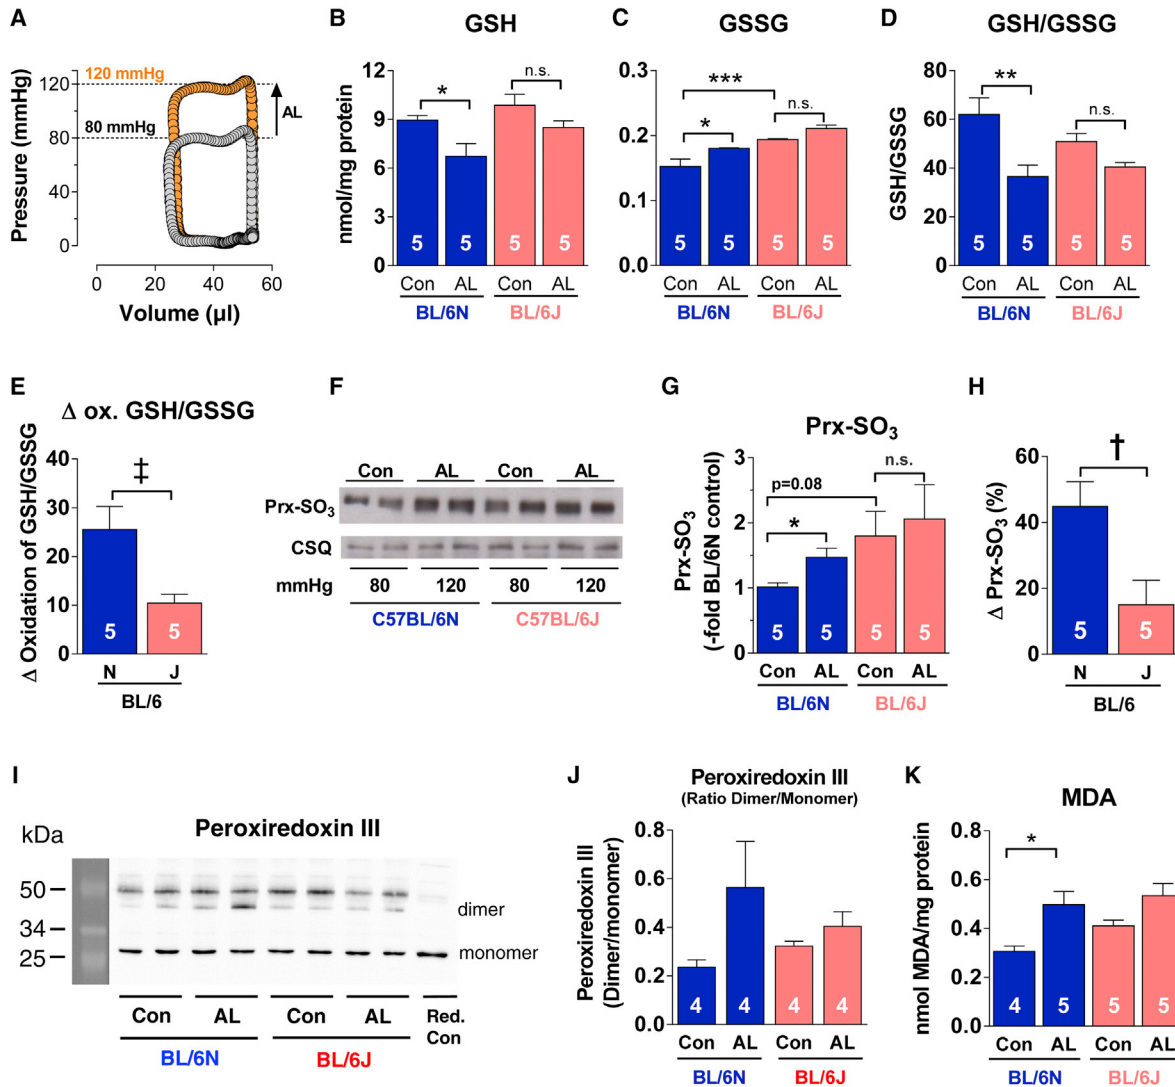 A
Pressure (mmHg)
120
80
40
0
120 mmHg
80 mmHg
AL
0 20 40 60
Volume (µl)
B
GSH
nmol/mg protein
12
9
6
3
0
*
n.s.
5 5 5 5
Con AL Con AL
BL/6N BL/6J
C
GSSG
0.3
0.2
0.1
0.0
***
*
n.s.
5 5 5 5
Con AL Con AL
BL/6N BL/6J
D
GSH/GSSG
GSH/GSSG
80
60
40
20
0
**
n.s.
5 5 5 5
Con AL Con AL
BL/6N BL/6J
E
Δ ox. GSH/GSSG
Δ Oxidation of GSH/GSSG
40
30
20
10
0
‡
5 5
N J
BL/6
F
Con AL Con AL
Prx-SO3
CSQ
mmHg 80 120 80 120
C57BL/6N C57BL/6J
G
Prx-SO3
Prx-SO3
(-fold BL/6N control)
3
2
1
0
p=0.08
*
n.s.
5 5 5 5
Con AL Con AL
BL/6N BL/6J
H
Δ Prx-SO3 (%)
60
40
20
0
†
5 5
N J
BL/6
I
Peroxiredoxin III
kDa
50
34
25
dimer
monomer
Con AL Con AL Red.
Con
BL/6N BL/6J
J
Peroxiredoxin III
(Ratio Dimer/Monomer)
Peroxiredoxin III
(Dimer/monomer)
0.8
0.6
0.4
0.2
0.0
4 4 4 4
Con AL Con AL
BL/6N BL/6J
K
MDA
nmol MDA/mg protein
0.8
0.6
0.4
0.2
0.0
*
4 5 5 5
Con AL Con AL
BL/6N BL/6J